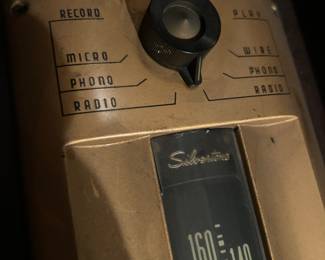 RECORD PLAY
MICRO WIRE
PHONO PHONO
RADIO RADIO
Silvertone
160 140